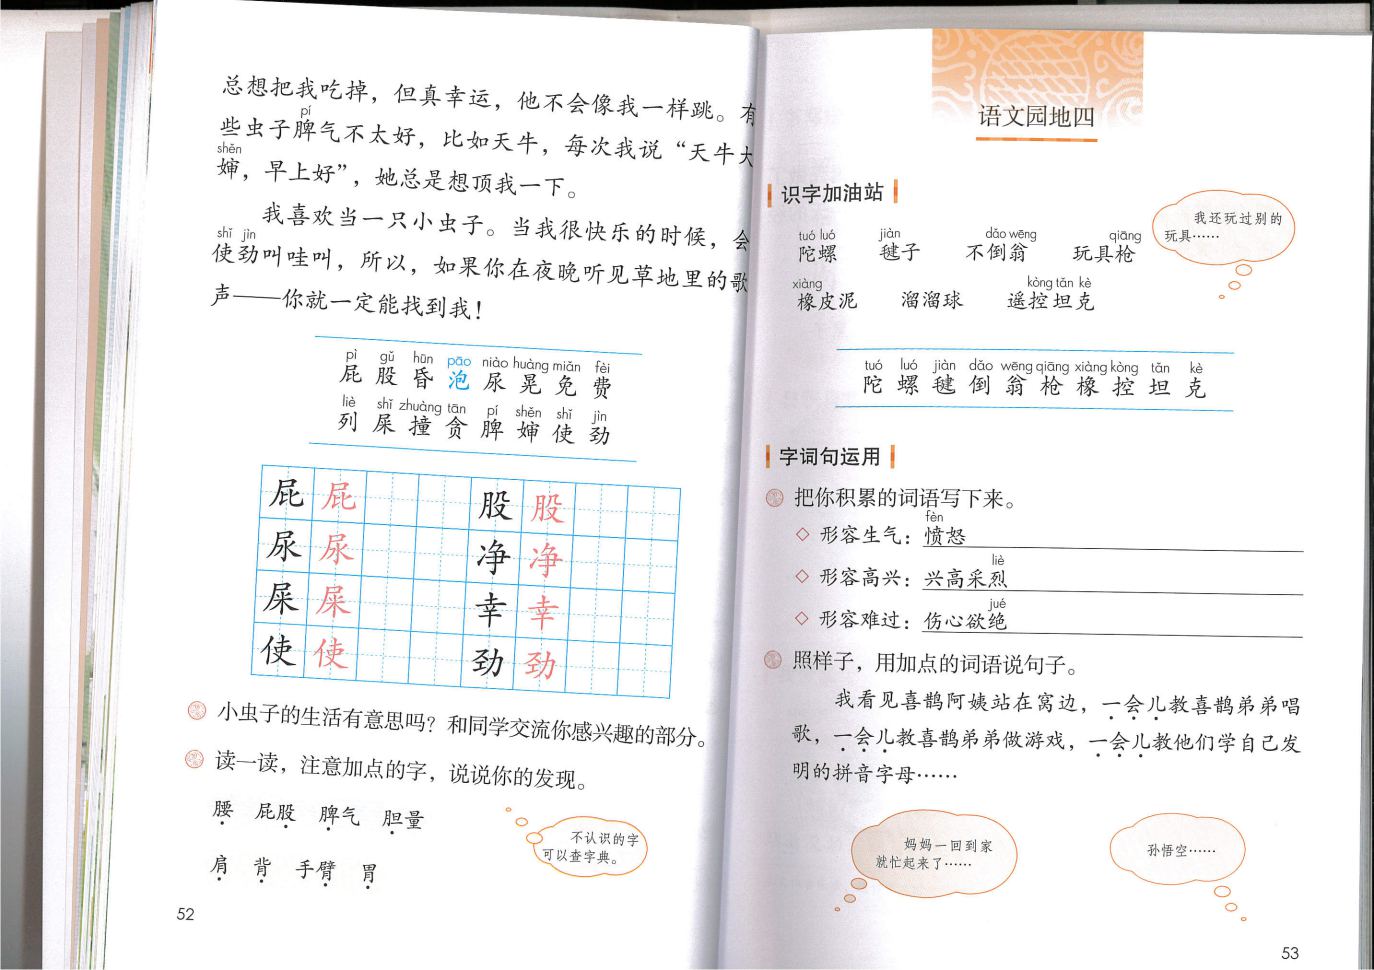 总想把我吃掉，但真幸运，他不会像我一样跳。有
pí
些虫子脾气不太好，比如天牛，每次我说“天牛大
shěn
婶，早上好”，她总是想顶我一下。
我喜欢当一只小虫子。当我很快乐的时候，会
shǐ jìn
使劲叫哇叫，所以，如果你在夜晚听见草地里的歌
声——你就一定能找到我！
pì gǔ hūn pāo niào huàng miǎn fèi
屁 股 昏 泡 尿 晃 免 费
liè shǐ zhuàng tān pí shěn shǐ jìn
列 屎 撞 贪 脾 婶 使 劲
屁 屁 股 股
尿 尿 净 净
屎 屎 幸 幸
使 使 劲 劲
小虫子的生活有意思吗？和同学交流你感兴趣的部分。
读一读，注意加点的字，说说你的发现。
腰 屁股 脾气 胆量
肩 背 手臂 胃
不认识的字
可以查字典。
52
语文园地四
识字加油站
我还玩过别的
玩具……
tuó luó jiàn dǎo wēng qiāng
陀螺 毽子 不倒翁 玩具枪
xiàng kòng tǎn kè
橡皮泥 溜溜球 遥控坦克
tuó luó jiàn dǎo wēng qiāng xiàng kòng tǎn kè
陀 螺 毽 倒 翁 枪 橡 控 坦 克
字词句运用
把你积累的词语写下来。
fèn
◇ 形容生气：愤怒
liè
◇ 形容高兴：兴高采烈
jué
◇ 形容难过：伤心欲绝
照样子，用加点的词语说句子。
我看见喜鹊阿姨站在窝边，一会儿教喜鹊弟弟唱
歌，一会儿教喜鹊弟弟做游戏，一会儿教他们学自己发
明的拼音字母……
妈妈一回到家
就忙起来了……
孙悟空……
53